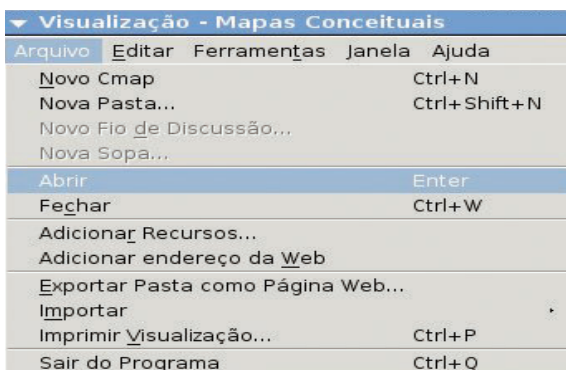 Visualização - Mapas Conceituais
Arquivo Editar Ferramentas Janela Ajuda
Novo Cmap Ctrl+N
Nova Pasta... Ctrl+Shift+N
Novo Fio de Discussão...
Nova Sopa...
Abrir Enter
Fechar Ctrl+W
Adicionar Recursos...
Adicionar endereço da Web
Exportar Pasta como Página Web...
Importar
Imprimir Visualização... Ctrl+P
Sair do Programa Ctrl+Q